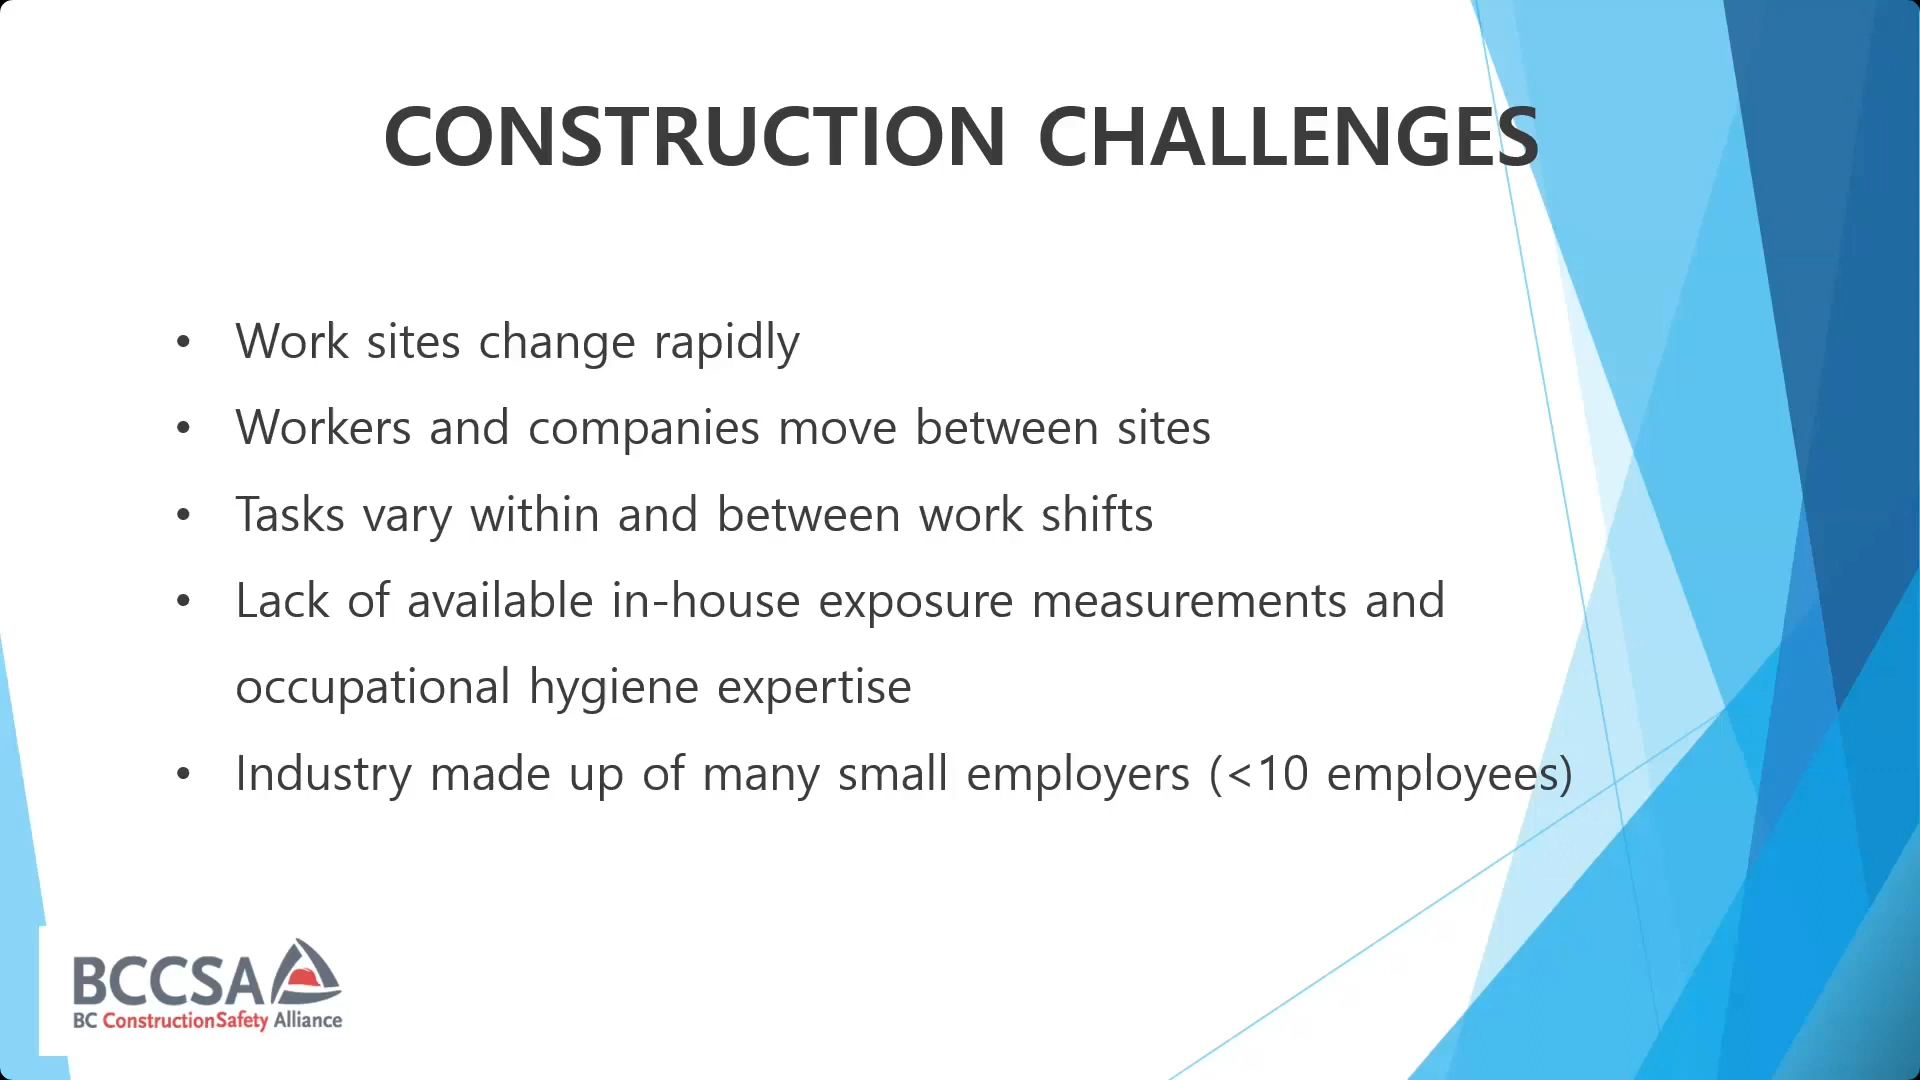 CONSTRUCTION CHALLENGES
• Work sites change rapidly
• Workers and companies move between sites
• Tasks vary within and between work shifts
• Lack of available in-house exposure measurements and
occupational hygiene expertise
• Industry made up of many small employers (<10 employees)
BCCSA
BC ConstructionSafety Alliance